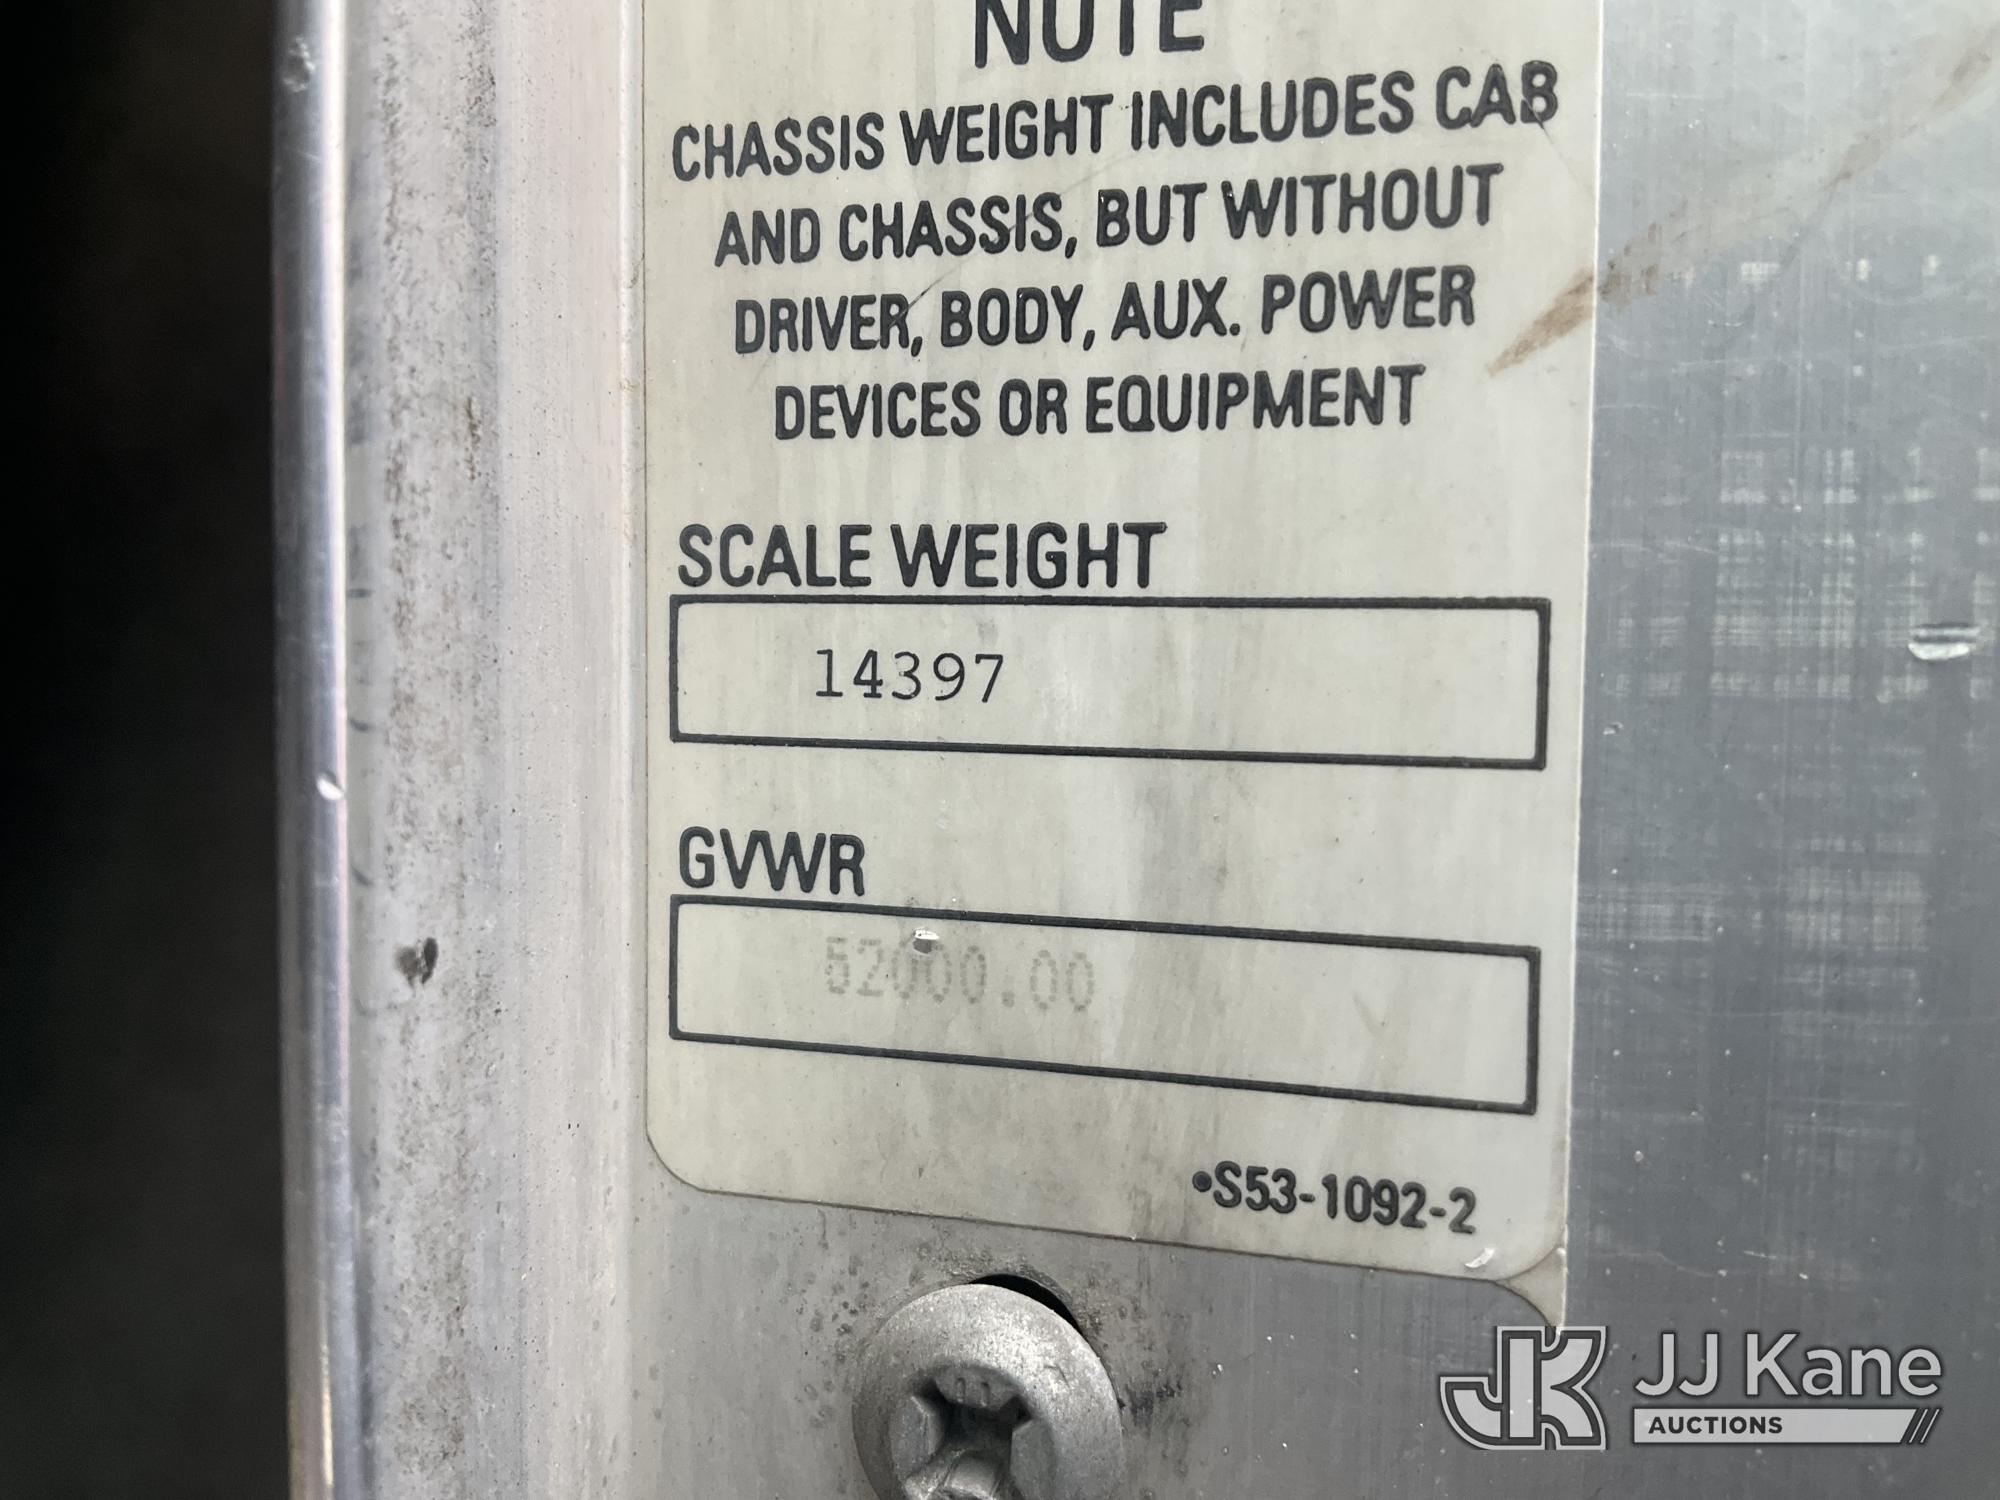 NOTE
CHASSIS WEIGHT INCLUDES CAB
AND CHASSIS, BUT WITHOUT
DRIVER, BODY, AUX. POWER
DEVICES OR EQUIPMENT
SCALE WEIGHT
14397
GVWR
52000.00
•S53-1092-2
JK JJ Kane
AUCTIONS